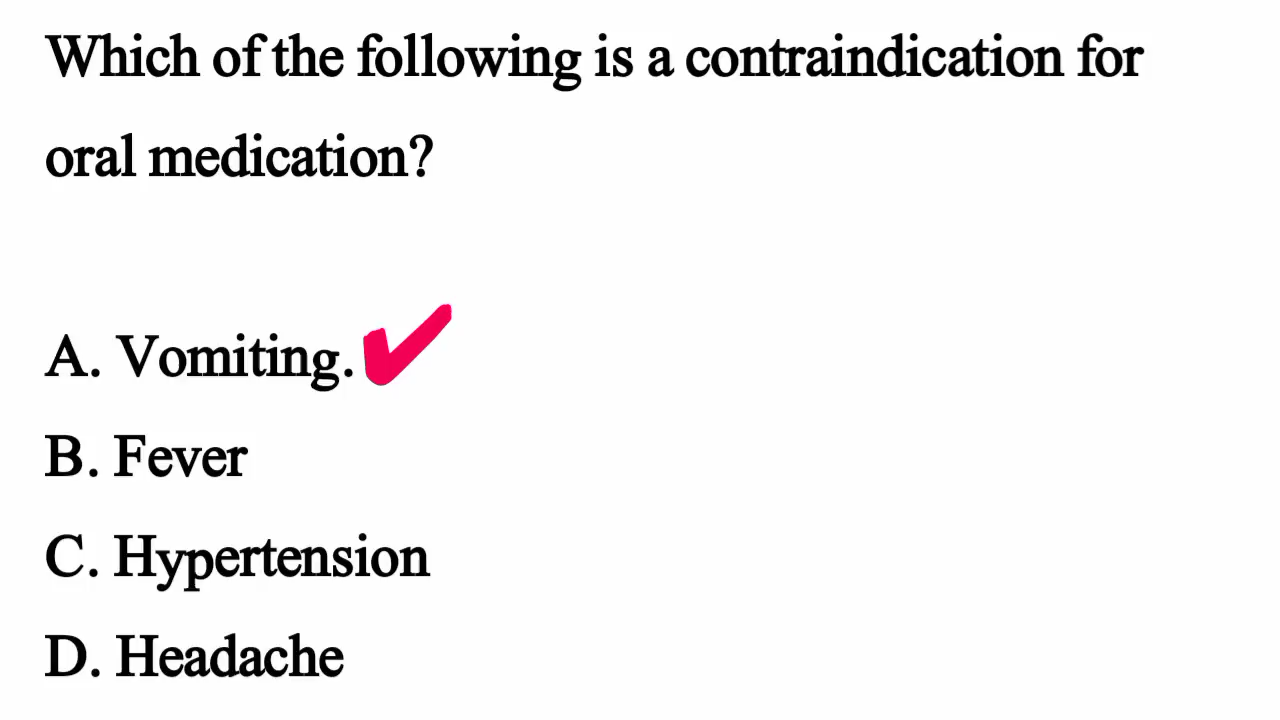 Which of the following is a contraindication for
oral medication?
A. Vomiting.
B. Fever
C. Hypertension
D. Headache